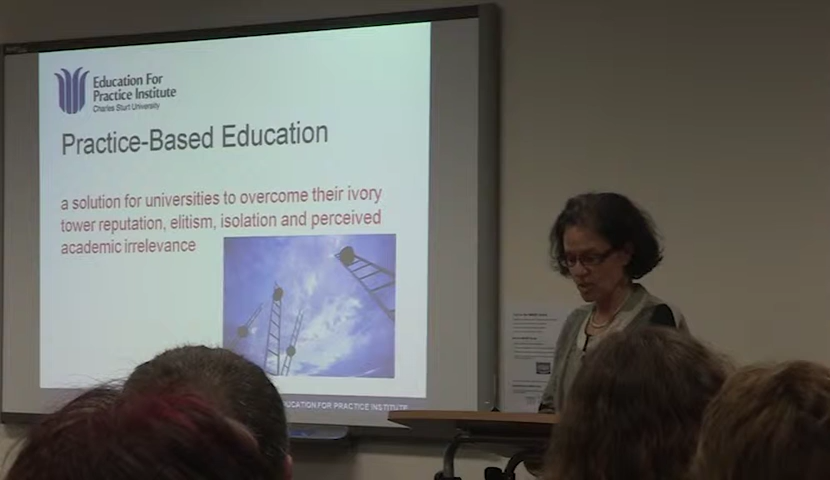 Education For
Practice Institute
Charles Sturt University
Practice-Based Education
a solution for universities to overcome their ivory
tower reputation, elitism, isolation and perceived
academic irrelevance
EDUCATION FOR PRACTICE INSTITUTE